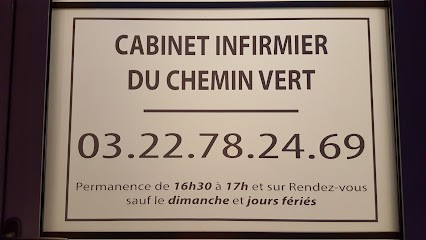 CABINET INFIRMIER
DU CHEMIN VERT
03.22.78.24.69
Permanence de 16h30 à 17h et sur Rendez-vous
sauf le dimanche et jours fériés